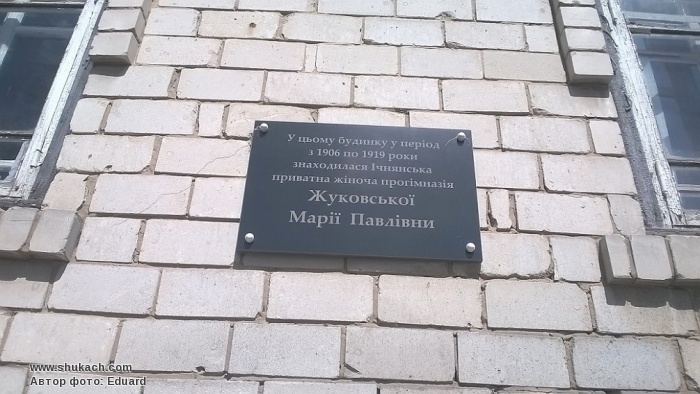 У цьому будинку у період
з 1906 по 1919 роки
знаходилася Ічнянська
приватна жіноча прогімназія
Жуковської
Марії Павлівни
www.shukach.com
Автор фото: Eduard